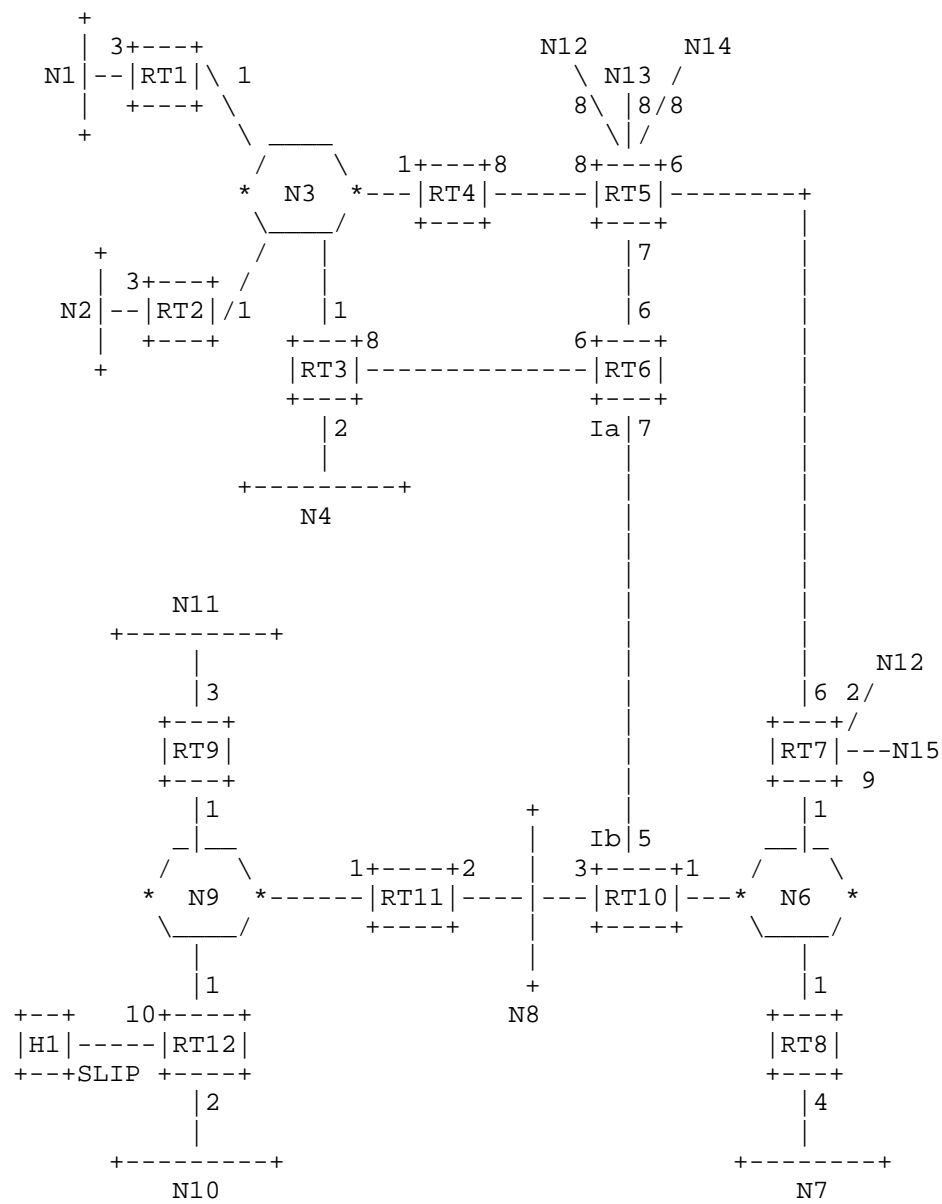 3
N12 N14
N1 RT1 1 N13
8 8 8
1 8 8 6
N3 RT4 RT5
7
3
N2 RT2 1 1 6
8 6
RT3 RT6
2 Ia 7
N4
N11
N12
3 6 2
RT9 RT7 N15
9
1 1
Ib 5
1 2 3 1
N9 RT11 RT10 N6
1 1
10 N8
H1 RT12 RT8
SLIP
2 4
N10 N7